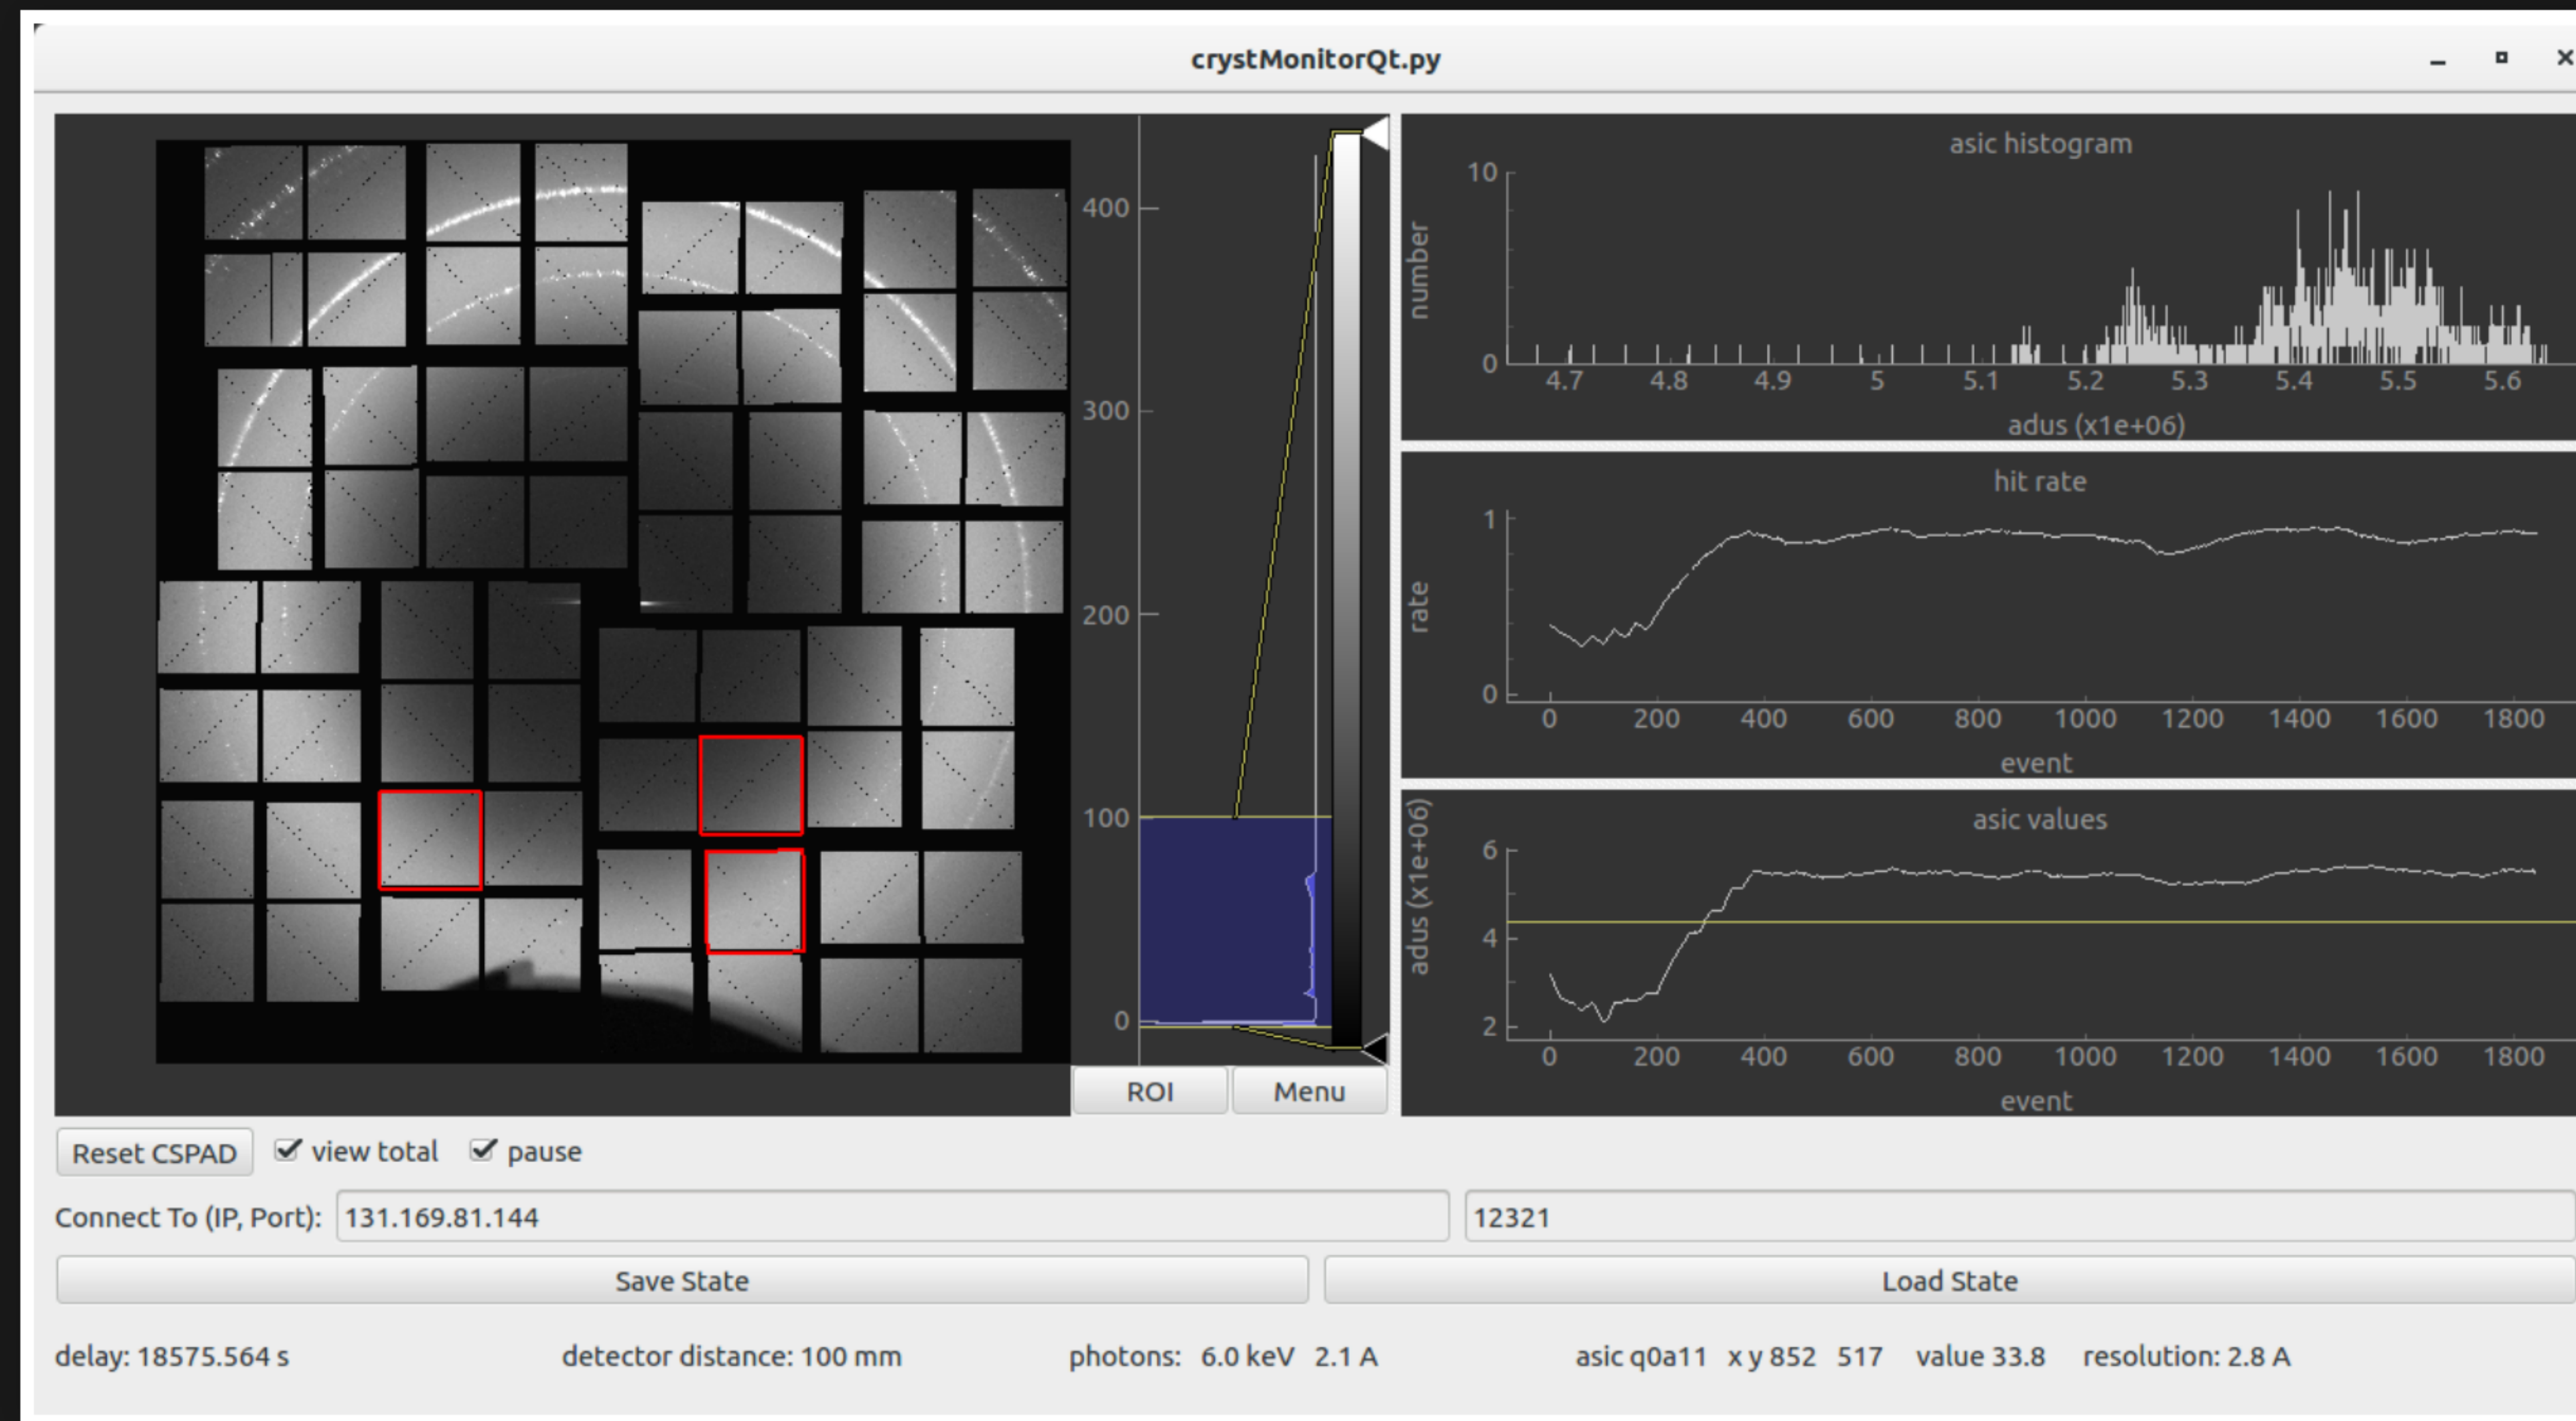 crystMonitorQt.py
400
300
200
100
0
ROI Menu
asic histogram
number
10
0
4.7 4.8 4.9 5 5.1 5.2 5.3 5.4 5.5 5.6
adus (x1e+06)
hit rate
rate
1
0
0 200 400 600 800 1000 1200 1400 1600 1800
event
asic values
adus (x1e+06)
6
4
2
0 200 400 600 800 1000 1200 1400 1600 1800
event
Reset CSPAD view total pause
Connect To (IP, Port): 131.169.81.144 12321
Save State Load State
delay: 18575.564 s detector distance: 100 mm photons: 6.0 keV 2.1 A asic q0a11 x y 852 517 value 33.8 resolution: 2.8 A